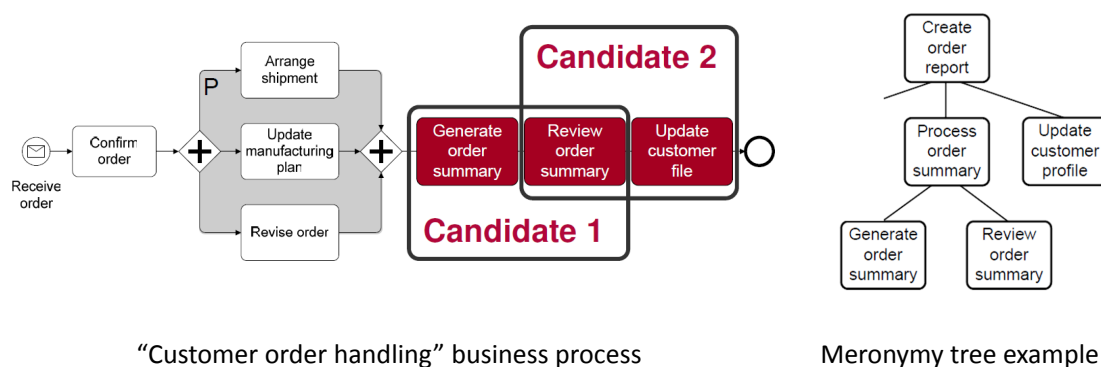 Receive
order
Confirm
order
P
Arrange
shipment
Update
manufacturing
plan
Revise order
Candidate 2
Generate
order
summary
Review
order
summary
Update
customer
file
Candidate 1
Create
order
report
Process
order
summary
Update
customer
profile
Generate
order
summary
Review
order
summary
“Customer order handling” business process
Meronymy tree example